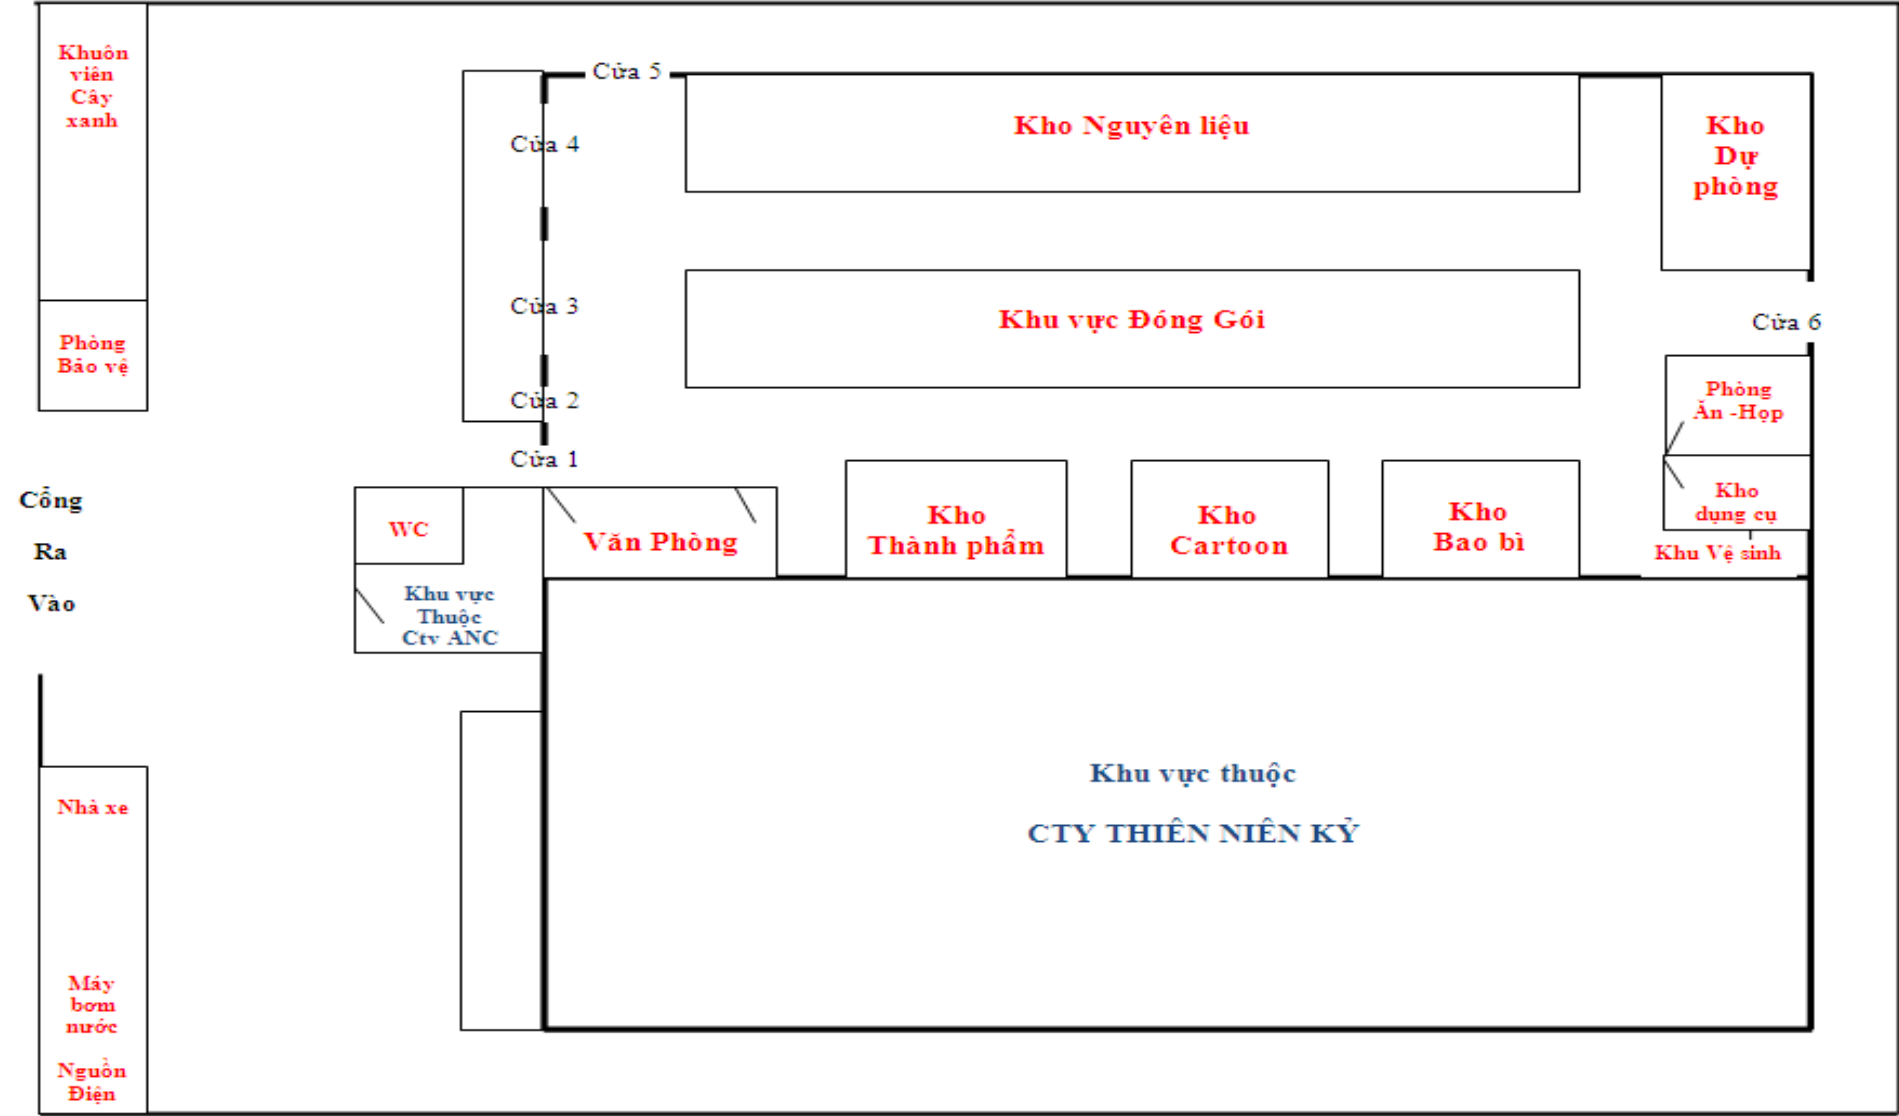 Khuôn
viên
Cây
xanh
Phòng
Bảo vệ
Cổng
Ra
Vào
Nhà xe
Máy
bơm
nước
Nguồn
Điện
Cửa 5
Cửa 4
Cửa 3
Cửa 2
Cửa 1
Kho Nguyên liệu
Kho
Dự
phòng
Khu vực Đóng Gói
Cửa 6
Phòng
Ăn -Họp
Kho
dụng cụ
Khu Vệ sinh
WC
Văn Phòng
Kho
Thành phẩm
Kho
Cartoon
Kho
Bao bì
Khu vực
Thuộc
Cty ANC
Khu vực thuộc
CTY THIÊN NIÊN KỶ